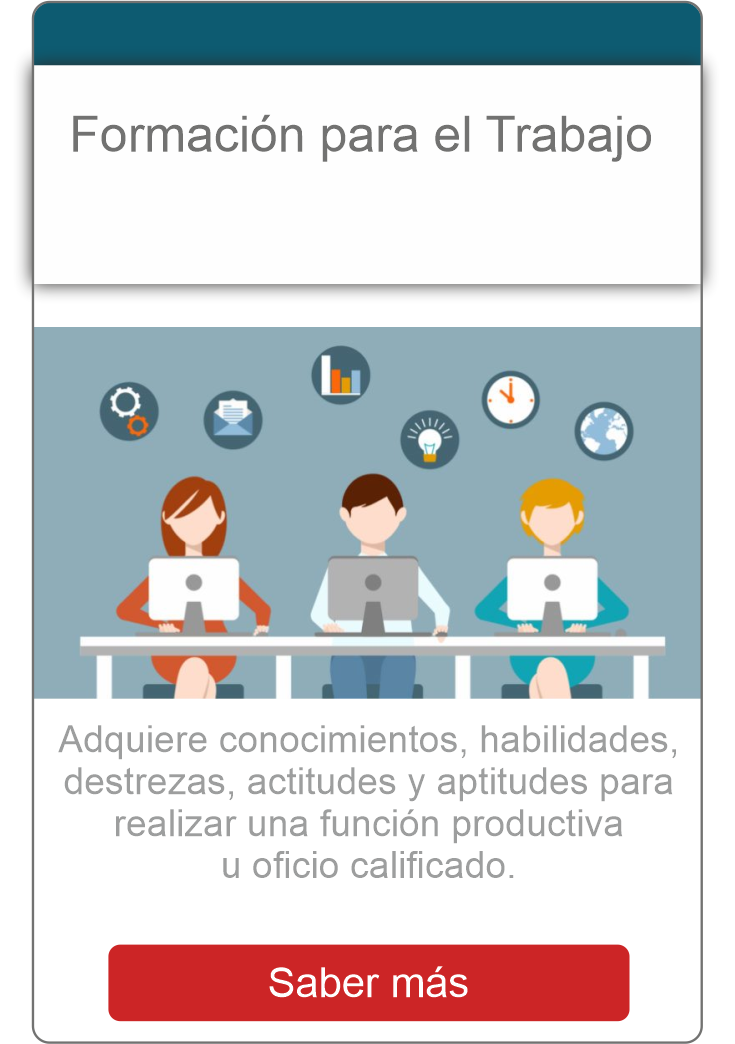 Formación para el Trabajo
Adquiere conocimientos, habilidades,
destrezas, actitudes y aptitudes para
realizar una función productiva
u oficio calificado.
Saber más